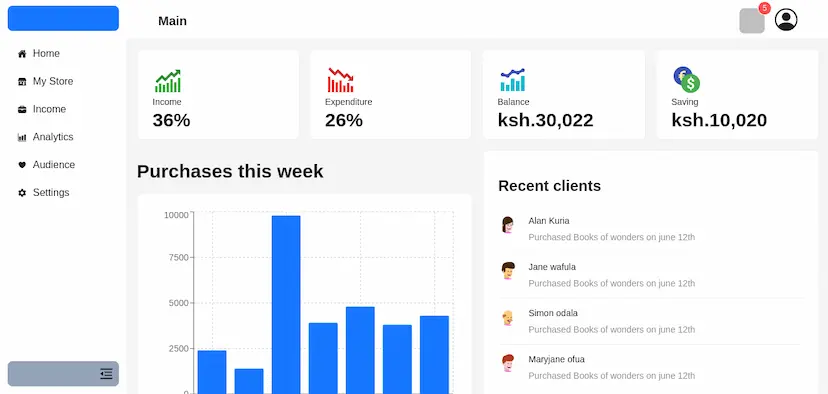 Main
5
Home
My Store
Income
Analytics
Audience
Settings
Income
36%
Expenditure
26%
Balance
ksh.30,022
Saving
ksh.10,020
Purchases this week
10000
7500
5000
2500
Recent clients
Alan Kuria
Purchased Books of wonders on june 12th
Jane wafula
Purchased Books of wonders on june 12th
Simon odala
Purchased Books of wonders on june 12th
Maryjane ofua
Purchased Books of wonders on june 12th